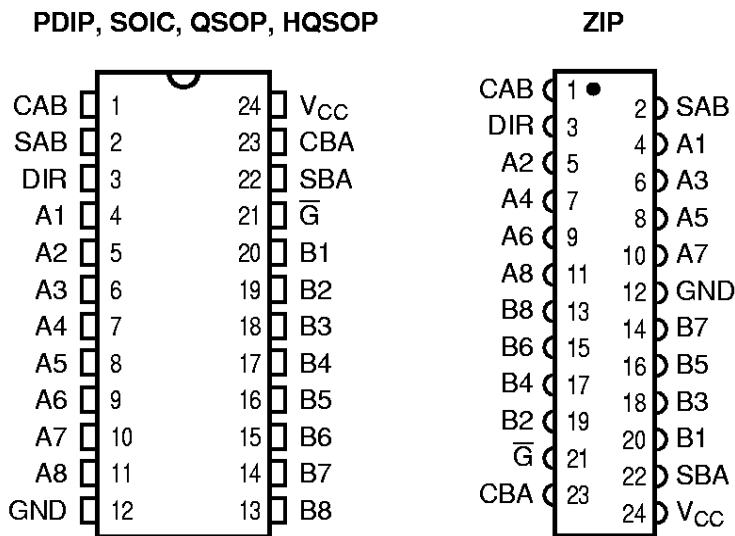 PDIP, SOIC, QSOP, HQSOP
CAB 1 24 VCC
SAB 2 23 CBA
DIR 3 22 SBA
A1 4 21 G̅
A2 5 20 B1
A3 6 19 B2
A4 7 18 B3
A5 8 17 B4
A6 9 16 B5
A7 10 15 B6
A8 11 14 B7
GND 12 13 B8
ZIP
CAB 1
2 SAB
DIR 3
4 A1
A2 5
6 A3
A4 7
8 A5
A6 9
10 A7
A8 11
12 GND
B8 13
14 B7
B6 15
16 B5
B4 17
18 B3
B2 19
20 B1
G̅ 21
22 SBA
CBA 23
24 VCC